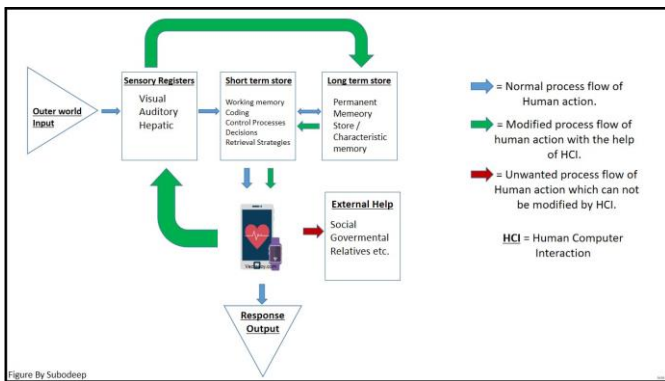 Outer world
Input
Sensory Registers
Visual
Auditory
Hepatic
Short term store
Working memory
Coding
Control Processes
Decisions
Retrieval Strategies
Long term store
Permanent
Memeory
Store /
Characteristic
memory
External Help
Social
Govermental
Relatives etc.
Response
Output
= Normal process flow of
Human action.
= Modified process flow of
human action with the help
of HCI.
= Unwanted process flow of
Human action which can not
be modified by HCI.
HCI = Human Computer
Interaction
Figure By Subodeep